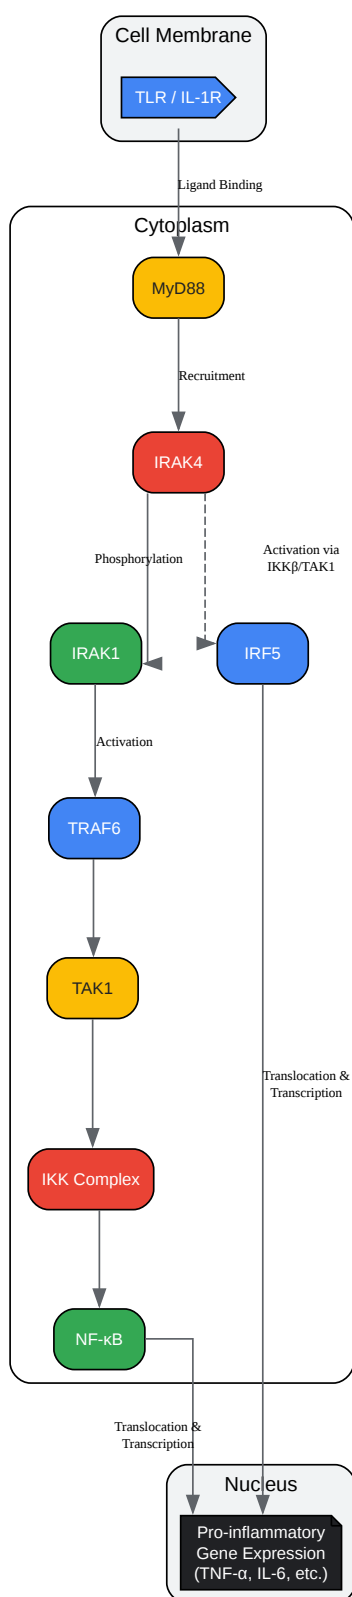 Cell Membrane
TLR / IL-1R
Ligand Binding
Cytoplasm
MyD88
Recruitment
IRAK4
Phosphorylation
Activation via
IKKβ/TAK1
IRAK1
IRF5
Activation
TRAF6
TAK1
Translocation &
Transcription
IKK Complex
NF-κB
Translocation &
Transcription
Nucleus
Pro-inflammatory
Gene Expression
(TNF-α, IL-6, etc.)